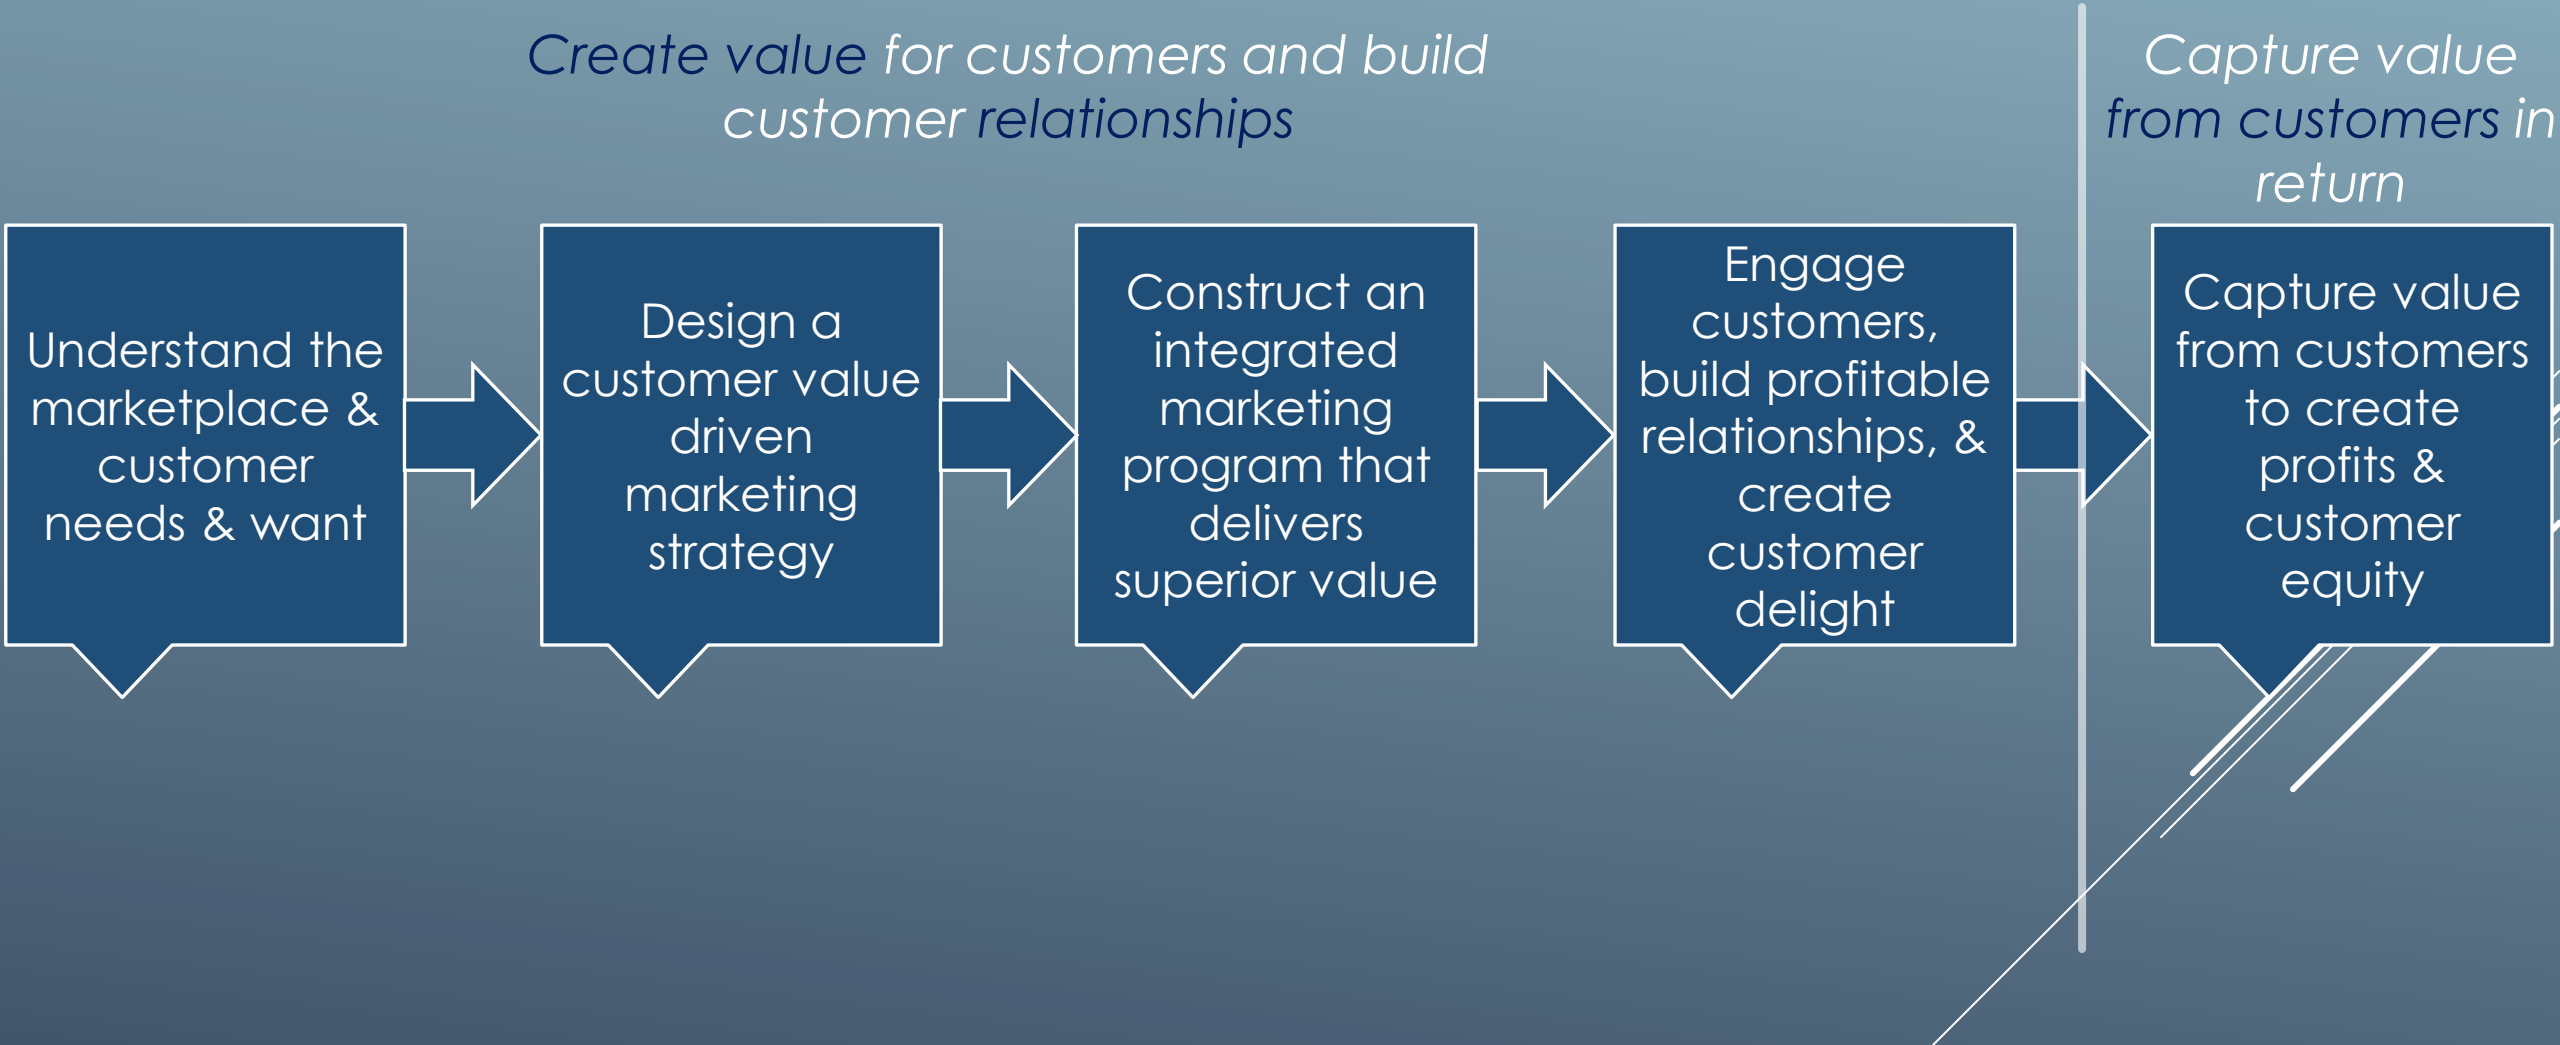 Create value for customers and build
customer relationships
Capture value
from customers in
return
Understand the
marketplace &
customer
needs & want
Design a
customer value
driven
marketing
strategy
Construct an
integrated
marketing
program that
delivers
superior value
Engage
customers,
build profitable
relationships, &
create
customer
delight
Capture value
from customers
to create
profits &
customer
equity